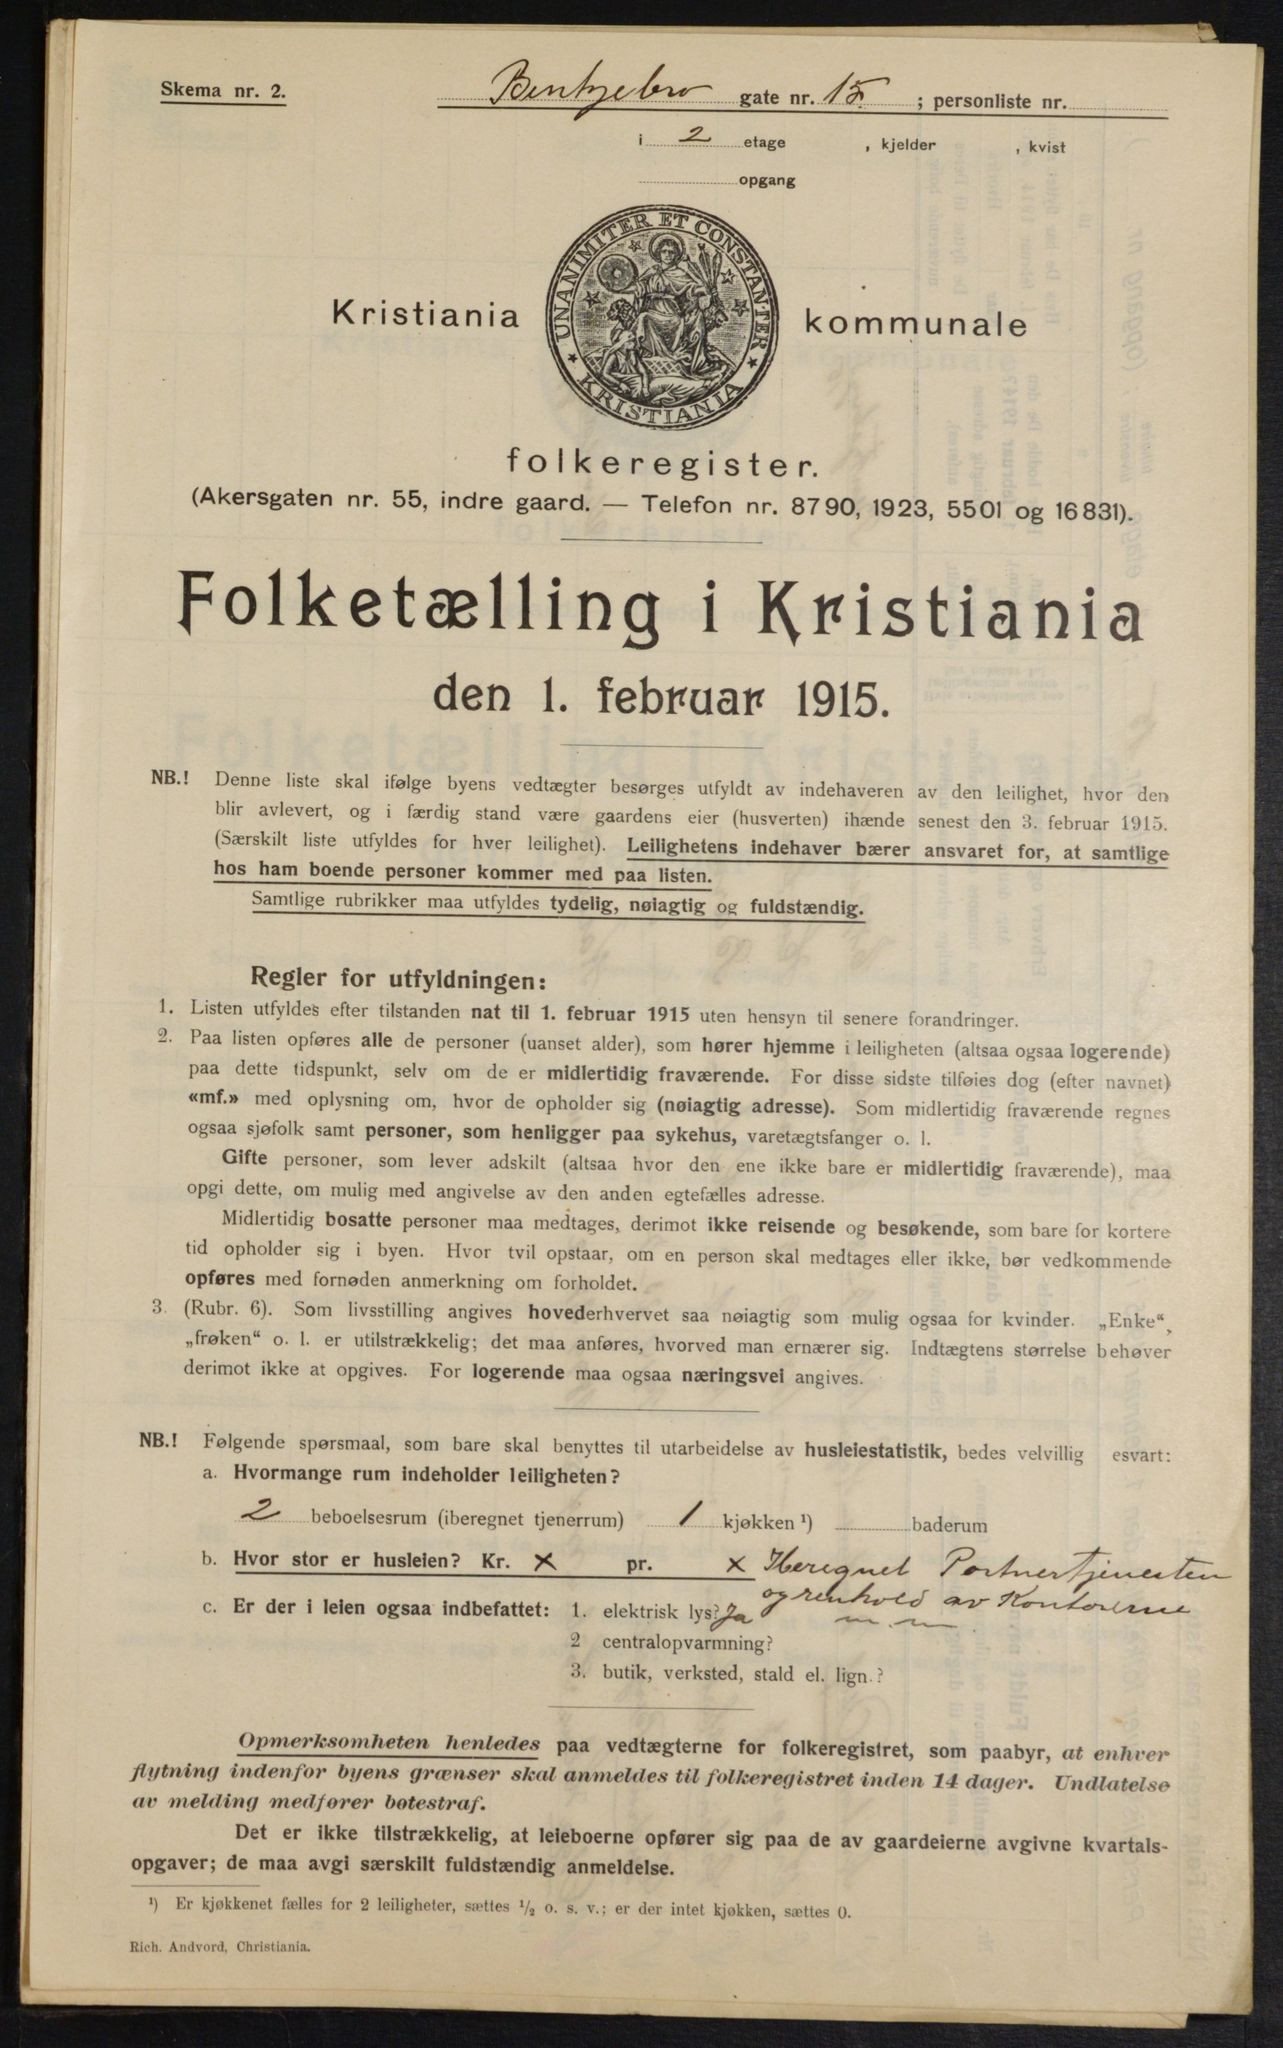 Skema nr. 2.
Bentsebro gate nr. 15 ; personliste nr.
i 2 etage , kjelder , kvist
opgang
UNANIMITER ET CONSTANTER
KRISTIANIA
Kristiania kommunale
folkeregister.
(Akersgaten nr. 55, indre gaard. — Telefon nr. 8790, 1923, 5501 og 16831).
Folketælling i Kristiania
den 1. februar 1915.
NB.! Denne liste skal ifølge byens vedtægter besørges utfyldt av indehaveren av den leilighet, hvor den
blir avlevert, og i færdig stand være gaardens eier (husverten) ihænde senest den 3. februar 1915.
(Særskilt liste utfyldes for hver leilighet). Leilighetens indehaver bærer ansvaret for, at samtlige
hos ham boende personer kommer med paa listen.
Samtlige rubrikker maa utfyldes tydelig, nøiagtig og fuldstændig.
Regler for utfyldningen:
1. Listen utfyldes efter tilstanden nat til 1. februar 1915 uten hensyn til senere forandringer.
2. Paa listen opføres alle de personer (uanset alder), som hører hjemme i leiligheten (altsaa ogsaa logerende)
paa dette tidspunkt, selv om de er midlertidig fraværende. For disse sidste tilføies dog (efter navnet)
«mf.» med oplysning om, hvor de opholder sig (nøiagtig adresse). Som midlertidig fraværende regnes
ogsaa sjøfolk samt personer, som henligger paa sykehus, varetægtsfanger o. l.
Gifte personer, som lever adskilt (altsaa hvor den ene ikke bare er midlertidig fraværende), maa
opgi dette, om mulig med angivelse av den anden egtefælles adresse.
Midlertidig bosatte personer maa medtages, derimot ikke reisende og besøkende, som bare for kortere
tid opholder sig i byen. Hvor tvil opstaar, om en person skal medtages eller ikke, bør vedkommende
opføres med fornøden anmerkning om forholdet.
3. (Rubr. 6). Som livsstilling angives hovederhvervet saa nøiagtig som mulig ogsaa for kvinder. „Enke“,
„frøken“ o. l. er utilstrækkelig; det maa anføres, hvorved man ernærer sig. Indtægtens størrelse behøver
derimot ikke at opgives. For logerende maa ogsaa næringsvei angives.
NB.! Følgende spørsmaal, som bare skal benyttes til utarbeidelse av husleiestatistik, bedes velvillig esvart:
a. Hvormange rum indeholder leiligheten?
2 beboelsesrum (iberegnet tjenerrum) 1 kjøkken ¹) baderum
b. Hvor stor er husleien? Kr. x pr. x Iberegnet Portnertjenesten
og renhold av Kontorerne
c. Er der i leien ogsaa indbefattet: 1. elektrisk lys? Ja m. m.
2 centralopvarmning?
3. butik, verksted, stald el. lign.?
Opmerksomheten henledes paa vedtægterne for folkeregistret, som paabyr, at enhver
flytning indenfor byens grænser skal anmeldes til folkeregistret inden 14 dager. Undlatelse
av melding medfører bøtestraf.
Det er ikke tilstrækkelig, at leieboerne opfører sig paa de av gaardeierne avgivne kvartals-
opgaver; de maa avgi særskilt fuldstændig anmeldelse.
¹) Er kjøkkenet fælles for 2 leiligheter, sættes ½ o. s. v.; er der intet kjøkken, sættes 0.
Rich. Andvord, Christiania.